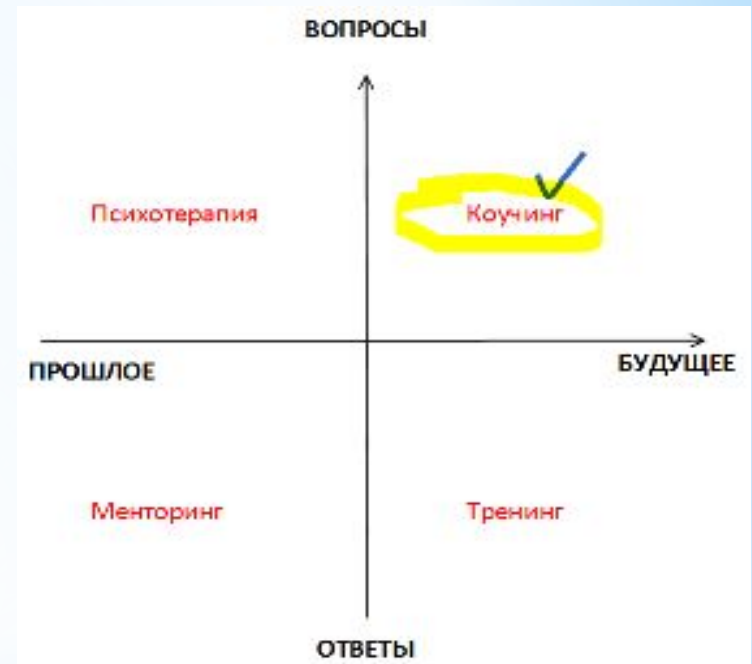 ВОПРОСЫ
Психотерапия Коучинг
ПРОШЛОЕ БУДУЩЕЕ
Менторинг Тренинг
ОТВЕТЫ